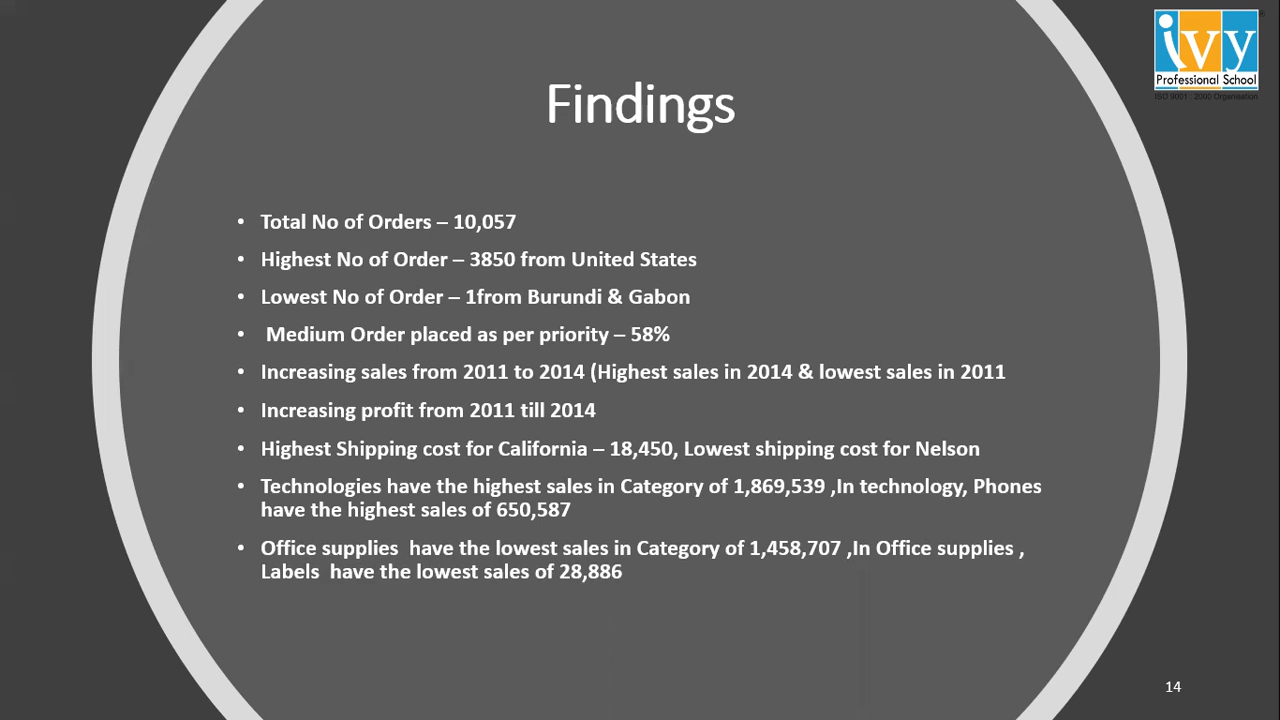 ivy
Professional School
ISO 9001 : 2000 Organisation
Findings
• Total No of Orders – 10,057
• Highest No of Order – 3850 from United States
• Lowest No of Order – 1from Burundi & Gabon
• Medium Order placed as per priority – 58%
• Increasing sales from 2011 to 2014 (Highest sales in 2014 & lowest sales in 2011
• Increasing profit from 2011 till 2014
• Highest Shipping cost for California – 18,450, Lowest shipping cost for Nelson
• Technologies have the highest sales in Category of 1,869,539 ,In technology, Phones
have the highest sales of 650,587
• Office supplies  have the lowest sales in Category of 1,458,707 ,In Office supplies ,
Labels  have the lowest sales of 28,886
14